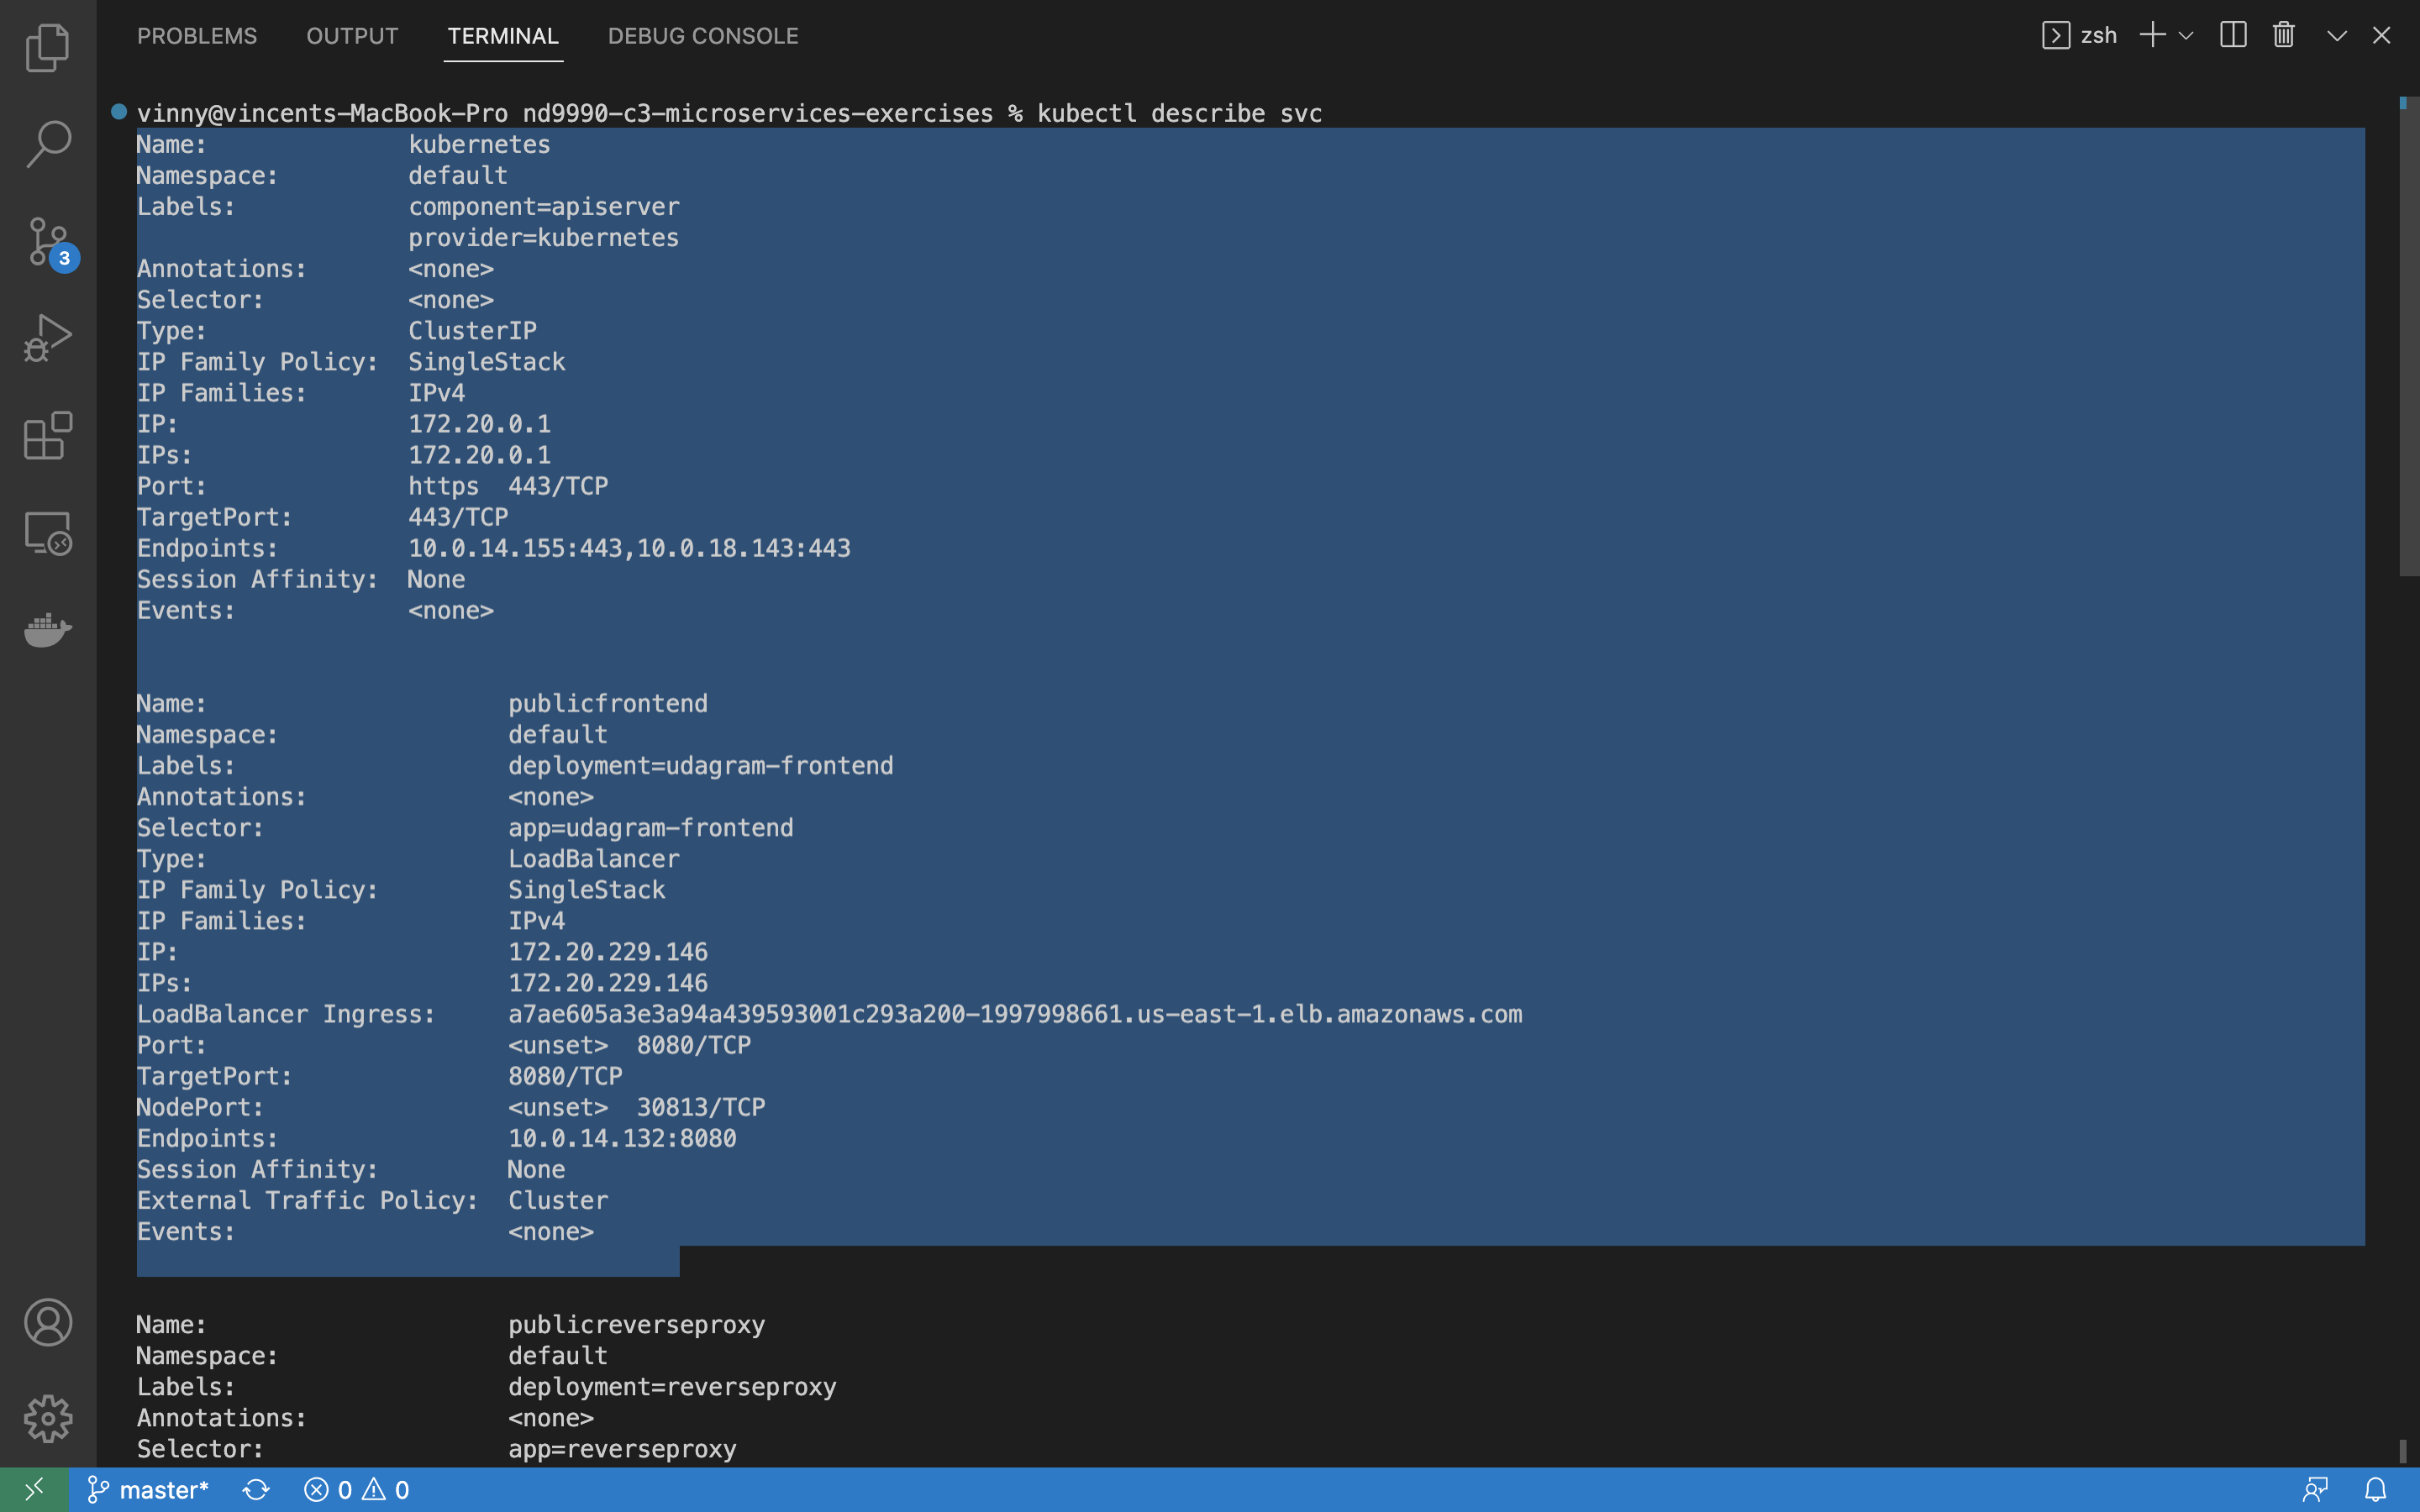 PROBLEMS OUTPUT TERMINAL DEBUG CONSOLE zsh
vinny@vincents-MacBook-Pro nd9990-c3-microservices-exercises % kubectl describe svc
Name: kubernetes
Namespace: default
Labels: component=apiserver
provider=kubernetes
Annotations: <none>
Selector: <none>
Type: ClusterIP
IP Family Policy: SingleStack
IP Families: IPv4
IP: 172.20.0.1
IPs: 172.20.0.1
Port: https 443/TCP
TargetPort: 443/TCP
Endpoints: 10.0.14.155:443,10.0.18.143:443
Session Affinity: None
Events: <none>
Name: publicfrontend
Namespace: default
Labels: deployment=udagram-frontend
Annotations: <none>
Selector: app=udagram-frontend
Type: LoadBalancer
IP Family Policy: SingleStack
IP Families: IPv4
IP: 172.20.229.146
IPs: 172.20.229.146
LoadBalancer Ingress: a7ae605a3e3a94a439593001c293a200-1997998661.us-east-1.elb.amazonaws.com
Port: <unset> 8080/TCP
TargetPort: 8080/TCP
NodePort: <unset> 30813/TCP
Endpoints: 10.0.14.132:8080
Session Affinity: None
External Traffic Policy: Cluster
Events: <none>
Name: publicreverseproxy
Namespace: default
Labels: deployment=reverseproxy
Annotations: <none>
Selector: app=reverseproxy
3
master* 0 0